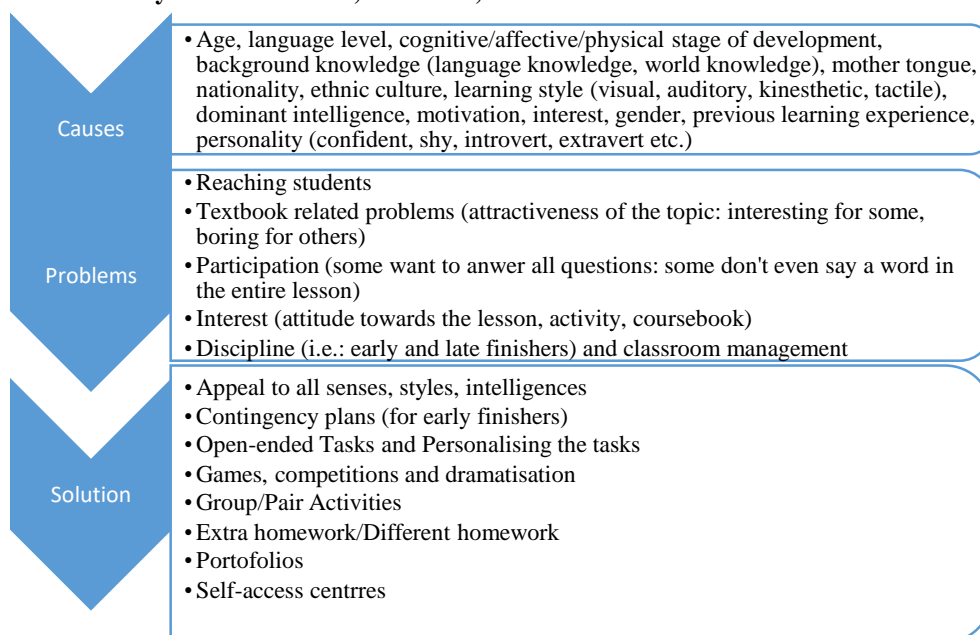 Causes
• Age, language level, cognitive/affective/physical stage of development,
background knowledge (language knowledge, world knowledge), mother tongue,
nationality, ethnic culture, learning style (visual, auditory, kinesthetic, tactile),
dominant intelligence, motivation, interest, gender, previous learning experience,
personality (confident, shy, introvert, extravert etc.)
Problems
• Reaching students
• Textbook related problems (attractiveness of the topic: interesting for some,
boring for others)
• Participation (some want to anwer all questions: some don't even say a word in
the entire lesson)
• Interest (attitude towards the lesson, activity, coursebook)
• Discipline (i.e.: early and late finishers) and classroom management
Solution
• Appeal to all senses, styles, intelligences
• Contingency plans (for early finishers)
• Open-ended Tasks and Personalising the tasks
• Games, competitions and dramatisation
• Group/Pair Activities
• Extra homework/Different homework
• Portofolios
• Self-access centrres